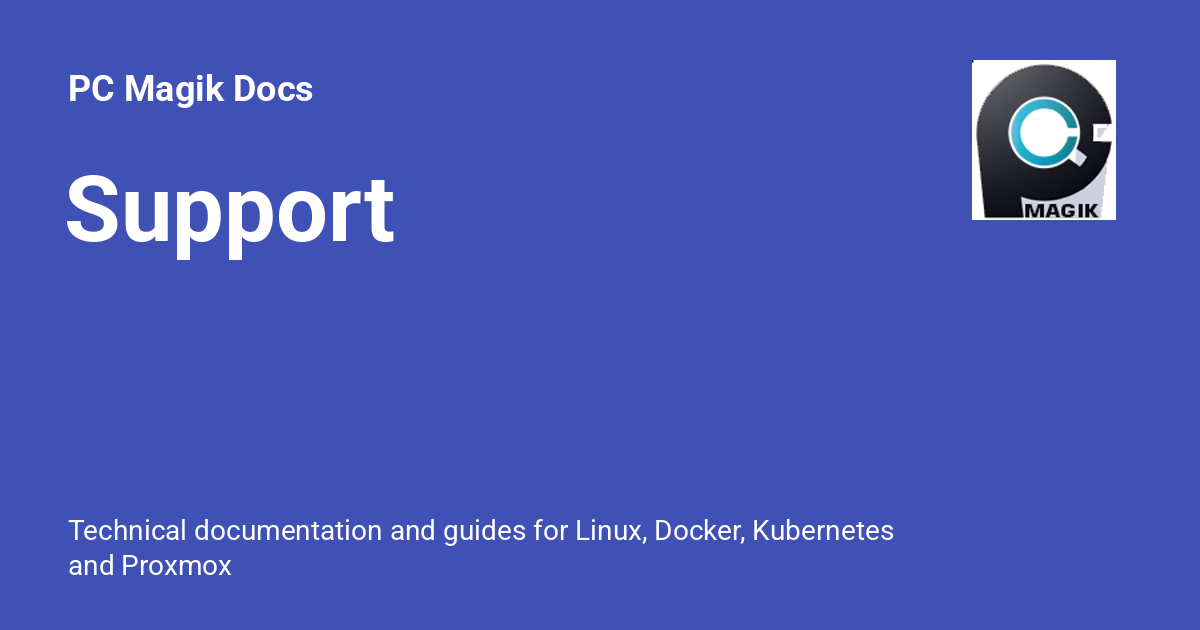 PC Magik Docs
Support
MAGIK
Technical documentation and guides for Linux, Docker, Kubernetes
and Proxmox